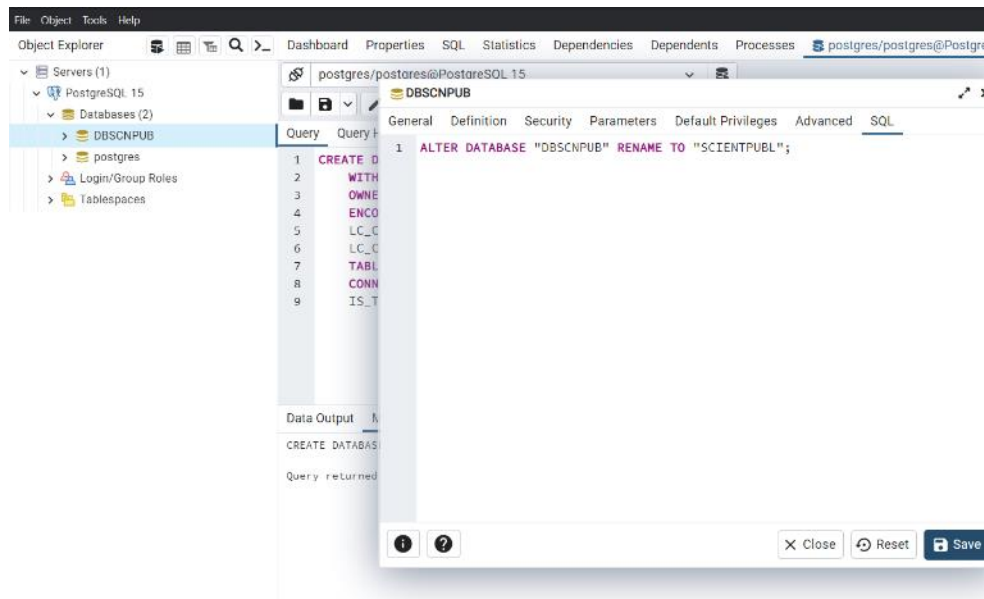 File Object Tools Help
Object Explorer
Dashboard Properties SQL Statistics Dependencies Dependents Processes postgres/postgres@Postgre
Servers (1)
PostgreSQL 15
Databases (2)
DBSCNPUB
postgres
Login/Group Roles
Tablespaces
postgres/postgres@PostgreSQL 15
Query Query H
1 CREATE D
2 WITH
3 OWNE
4 ENCO
5 LC_C
6 LC_C
7 TABL
8 CONN
9 IS_T
Data Output
CREATE DATABAS
Query returned
DBSCNPUB
General Definition Security Parameters Default Privileges Advanced SQL
1 ALTER DATABASE "DBSCNPUB" RENAME TO "SCIENTPUBL";
Close Reset Save